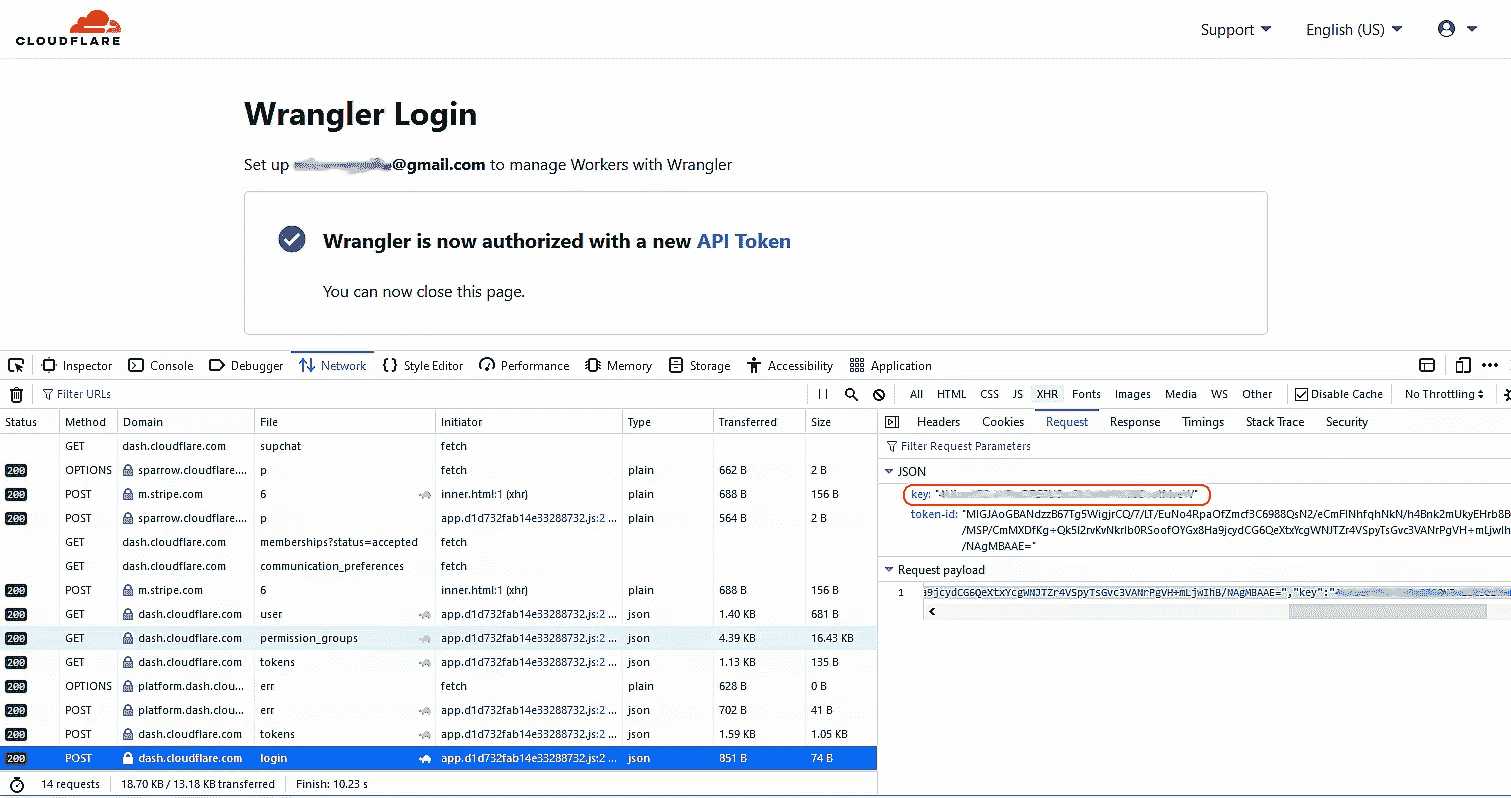 CLOUDFLARE
Support English (US)
Wrangler Login
Set up @gmail.com to manage Workers with Wrangler
Wrangler is now authorized with a new API Token
You can now close this page.
Inspector Console Debugger Network {} Style Editor Performance Memory Storage Accessibility Application
Filter URLs All HTML CSS JS XHR Fonts Images Media WS Other Disable Cache No Throttling
Status Method Domain File Initiator Type Transferred Size
GET dash.cloudflare.com supchat fetch
200 OPTIONS sparrow.cloudflare.... p fetch plain 662 B 2 B
200 POST m.stripe.com 6 inner.html:1 (xhr) plain 688 B 156 B
200 POST sparrow.cloudflare.... p app.d1d732fab14e33288732.js:2 ... plain 564 B 2 B
GET dash.cloudflare.com memberships?status=accepted fetch
GET dash.cloudflare.com communication_preferences fetch
200 POST m.stripe.com 6 inner.html:1 (xhr) plain 688 B 156 B
200 GET dash.cloudflare.com user app.d1d732fab14e33288732.js:2 ... json 1.40 KB 681 B
200 GET dash.cloudflare.com permission_groups app.d1d732fab14e33288732.js:2 ... json 4.39 KB 16.43 KB
200 GET dash.cloudflare.com tokens app.d1d732fab14e33288732.js:2 ... json 1.13 KB 135 B
200 OPTIONS platform.dash.clou... err fetch plain 628 B 0 B
200 POST platform.dash.clou... err app.d1d732fab14e33288732.js:2 ... json 702 B 41 B
200 POST dash.cloudflare.com tokens app.d1d732fab14e33288732.js:2 ... json 1.59 KB 1.05 KB
200 POST dash.cloudflare.com login app.d1d732fab14e33288732.js:2 ... json 851 B 74 B
14 requests 18.70 KB / 13.18 KB transferred Finish: 10.23 s
Headers Cookies Request Response Timings Stack Trace Security
Filter Request Parameters
JSON
key:
token-id: "MIGJAoGBANdzzB67Tg5WigjrCQ/7/LT/EuNo4RpaOfZmcf3C6988QsN2/eCmFINhfqhNkN/h4Bnk2mUkyEHrb8B
/MSP/CmMXDfKg+Qk5I2rvKvNkrIb0RSoofOYGx8Ha9jcydCG6QeXtxYcgWNJTZr4VSpyTsGvc3VANrPgVH+mLjwIh
/NAgMBAAE="
Request payload
1 a9jcydCG6QeXtxYcgWNJTZr4VSpyTsGvc3VANrPgVH+mLjwIhB/NAgMBAAE=","key":"